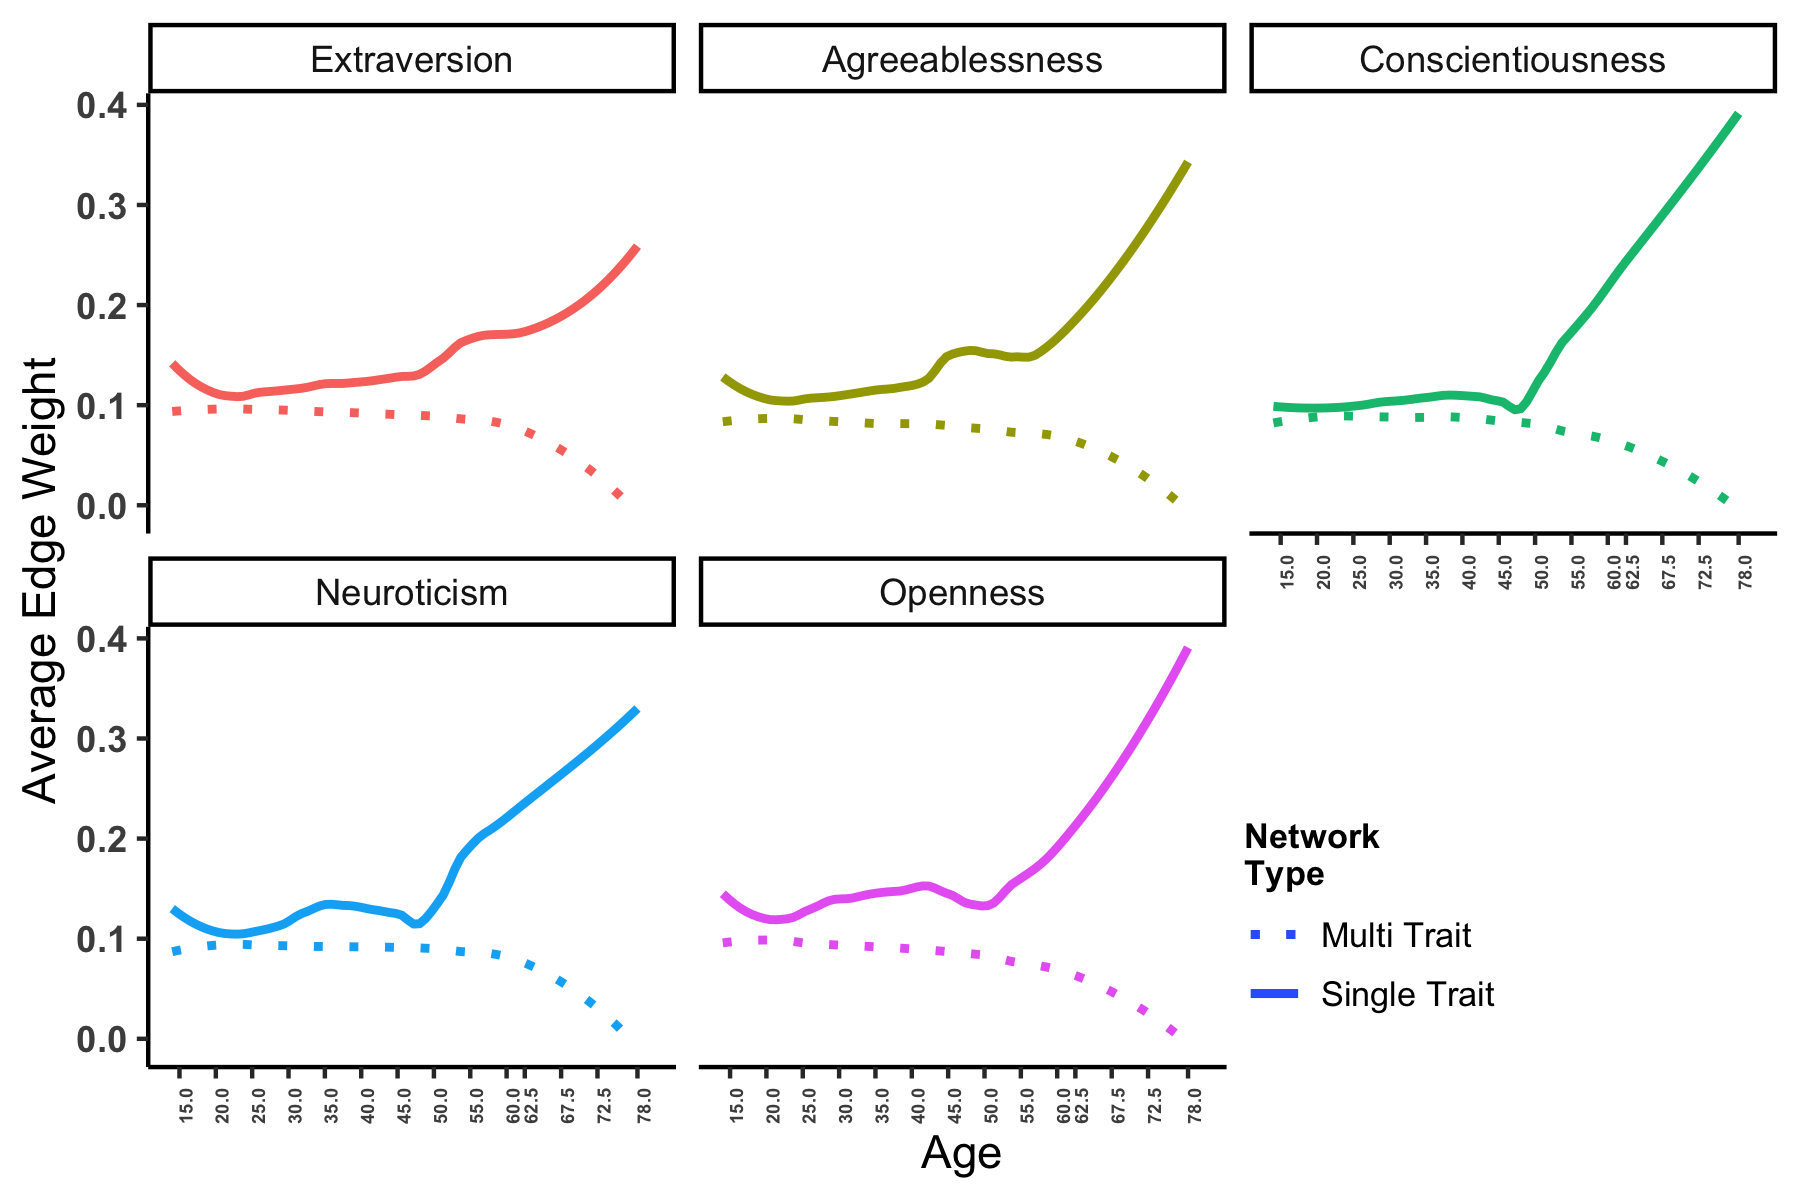 Extraversion
Agreeablessness
Conscientiousness
0.4
0.3
0.2
0.1
0.0
15.0 20.0 25.0 30.0 35.0 40.0 45.0 50.0 55.0 60.0 62.5 67.5 72.5 78.0
Average Edge Weight
Neuroticism
Openness
0.4
0.3
0.2
0.1
0.0
15.0 20.0 25.0 30.0 35.0 40.0 45.0 50.0 55.0 60.0 62.5 67.5 72.5 78.0
15.0 20.0 25.0 30.0 35.0 40.0 45.0 50.0 55.0 60.0 62.5 67.5 72.5 78.0
Age
Network
Type
Multi Trait
Single Trait